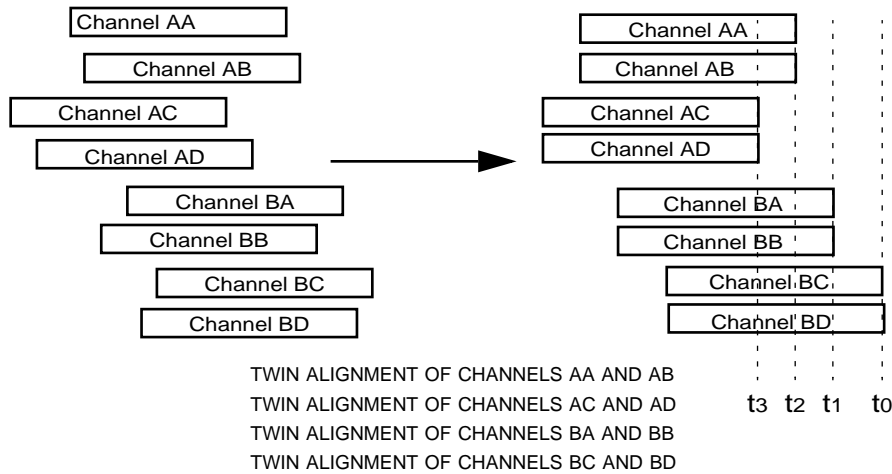 Channel AA
Channel AB
Channel AC
Channel AD
Channel BA
Channel BB
Channel BC
Channel BD
Channel AA
Channel AB
Channel AC
Channel AD
Channel BA
Channel BB
Channel BC
Channel BD
TWIN ALIGNMENT OF CHANNELS AA AND AB
TWIN ALIGNMENT OF CHANNELS AC AND AD
TWIN ALIGNMENT OF CHANNELS BA AND BB
TWIN ALIGNMENT OF CHANNELS BC AND BD
t3 t2 t1 t0